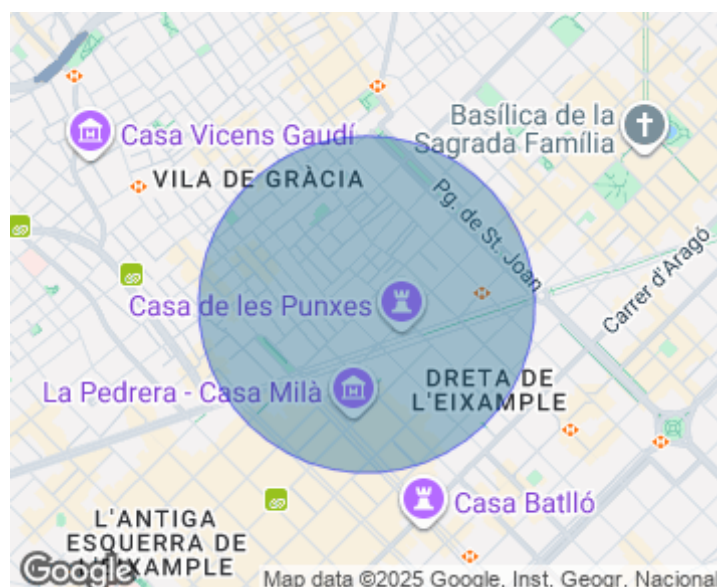 Casa Vicens Gaudí
Basílica de la
Sagrada Família
VILA DE GRÀCIA
Pg. de St. Joan
Carrer d'Aragó
Casa de les Punxes
La Pedrera - Casa Milà
DRETA DE
L'EIXAMPLE
Casa Batlló
L'ANTIGA
ESQUERRA DE
L'EIXAMPLE
Google
Map data ©2025 Google, Inst. Geogr. Nacional